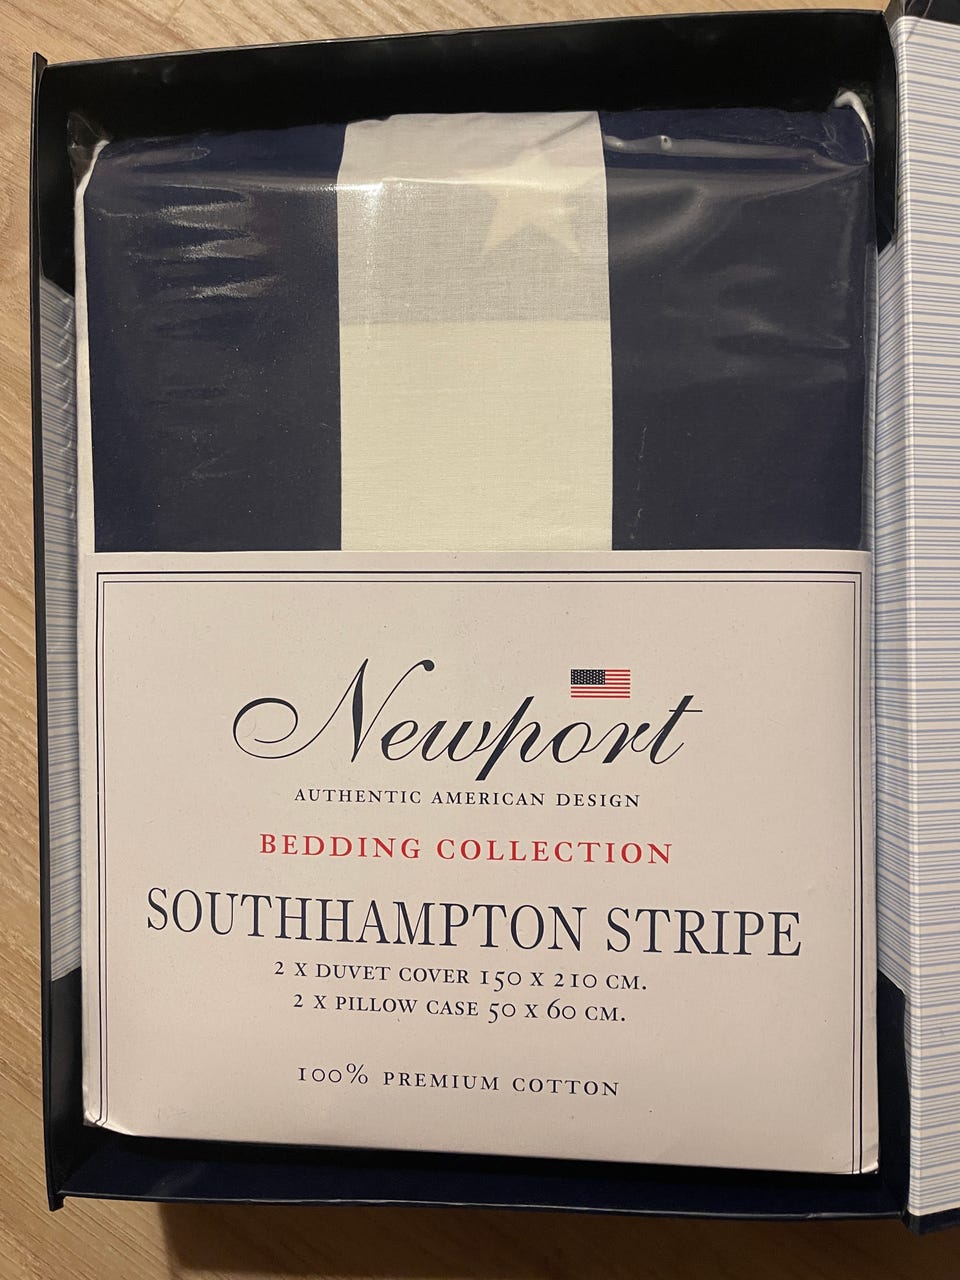 Newport
AUTHENTIC AMERICAN DESIGN
BEDDING COLLECTION
SOUTHHAMPTON STRIPE
2 X DUVET COVER 150 X 210 CM.
2 X PILLOW CASE 50 X 60 CM.
100% PREMIUM COTTON